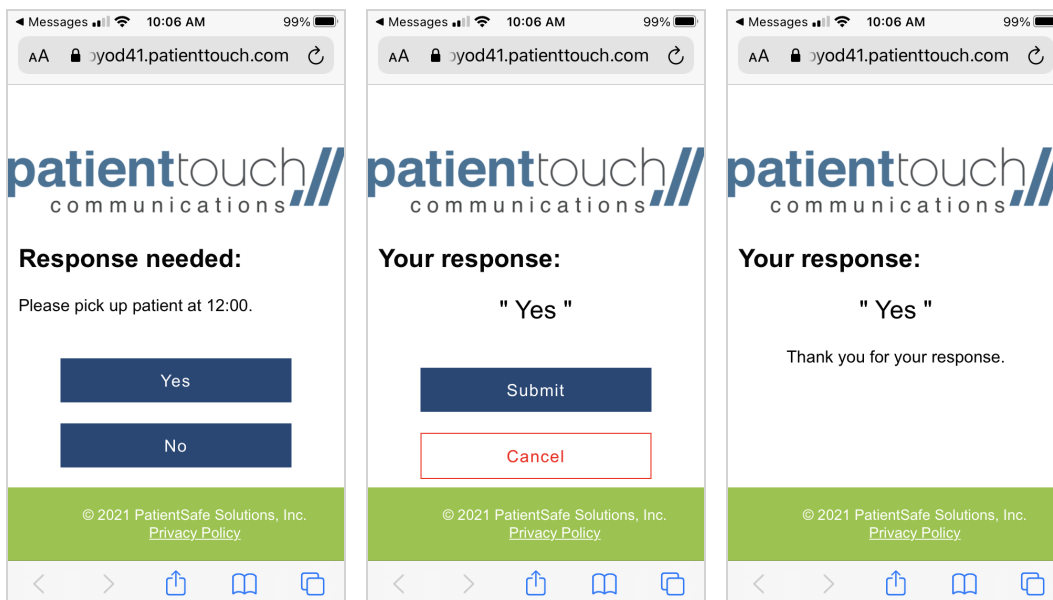 ◀ Messages 10:06 AM 99%
AA yod41.patienttouch.com
patienttouch
communications
Response needed:
Please pick up patient at 12:00.
Yes
No
© 2021 PatientSafe Solutions, Inc.
Privacy Policy
◀ Messages 10:06 AM 99%
AA yod41.patienttouch.com
patienttouch
communications
Your response:
" Yes "
Submit
Cancel
© 2021 PatientSafe Solutions, Inc.
Privacy Policy
◀ Messages 10:06 AM 99%
AA yod41.patienttouch.com
patienttouch
communications
Your response:
" Yes "
Thank you for your response.
© 2021 PatientSafe Solutions, Inc.
Privacy Policy